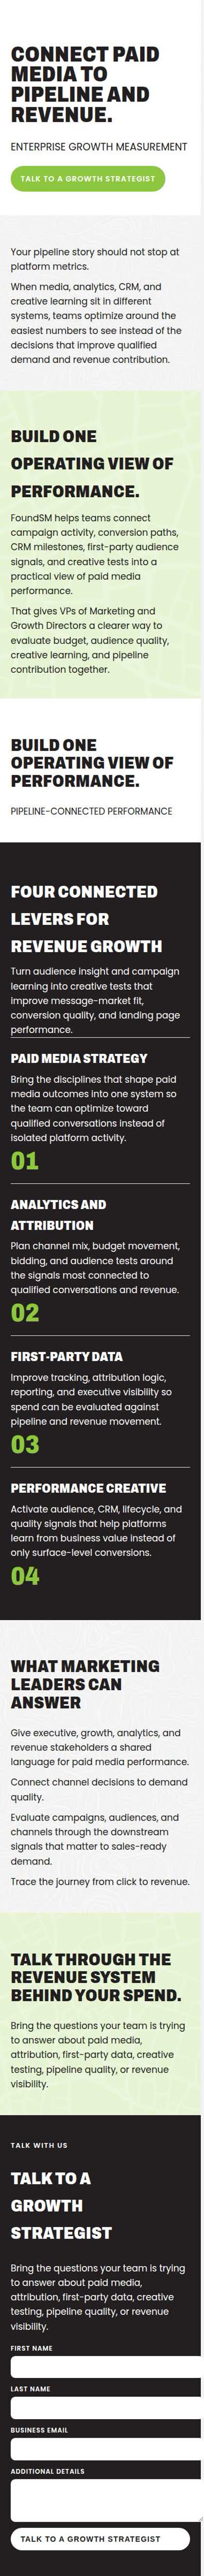 CONNECT PAID
MEDIA TO
PIPELINE AND
REVENUE.
ENTERPRISE GROWTH MEASUREMENT
TALK TO A GROWTH STRATEGIST
Your pipeline story should not stop at
platform metrics.
When media, analytics, CRM, and
creative learning sit in different
systems, teams optimize around the
easiest numbers to see instead of the
decisions that improve qualified
demand and revenue contribution.
BUILD ONE
OPERATING VIEW OF
PERFORMANCE.
FoundSM helps teams connect
campaign activity, conversion paths,
CRM milestones, first-party audience
signals, and creative tests into a
practical view of paid media
performance.
That gives VPs of Marketing and
Growth Directors a clearer way to
evaluate budget, audience quality,
creative learning, and pipeline
contribution together.
BUILD ONE
OPERATING VIEW OF
PERFORMANCE.
PIPELINE-CONNECTED PERFORMANCE
FOUR CONNECTED
LEVERS FOR
REVENUE GROWTH
Turn audience insight and campaign
learning into creative tests that
improve message-market fit,
conversion quality, and landing page
performance.
PAID MEDIA STRATEGY
Bring the disciplines that shape paid
media outcomes into one system so
the team can optimize toward
qualified conversations instead of
isolated platform activity.
01
ANALYTICS AND
ATTRIBUTION
Plan channel mix, budget movement,
bidding, and audience tests around
the signals most connected to
qualified conversations and revenue.
02
FIRST-PARTY DATA
Improve tracking, attribution logic,
reporting, and executive visibility so
spend can be evaluated against
pipeline and revenue movement.
03
PERFORMANCE CREATIVE
Activate audience, CRM, lifecycle, and
quality signals that help platforms
learn from business value instead of
only surface-level conversions.
04
WHAT MARKETING
LEADERS CAN
ANSWER
Give executive, growth, analytics, and
revenue stakeholders a shared
language for paid media performance.
Connect channel decisions to demand
quality.
Evaluate campaigns, audiences, and
channels through the downstream
signals that matter to sales-ready
demand.
Trace the journey from click to revenue.
TALK THROUGH THE
REVENUE SYSTEM
BEHIND YOUR SPEND.
Bring the questions your team is trying
to answer about paid media,
attribution, first-party data, creative
testing, pipeline quality, or revenue
visibility.
TALK WITH US
TALK TO A
GROWTH
STRATEGIST
Bring the questions your team is trying
to answer about paid media,
attribution, first-party data, creative
testing, pipeline quality, or revenue
visibility.
FIRST NAME
LAST NAME
BUSINESS EMAIL
ADDITIONAL DETAILS
TALK TO A GROWTH STRATEGIST